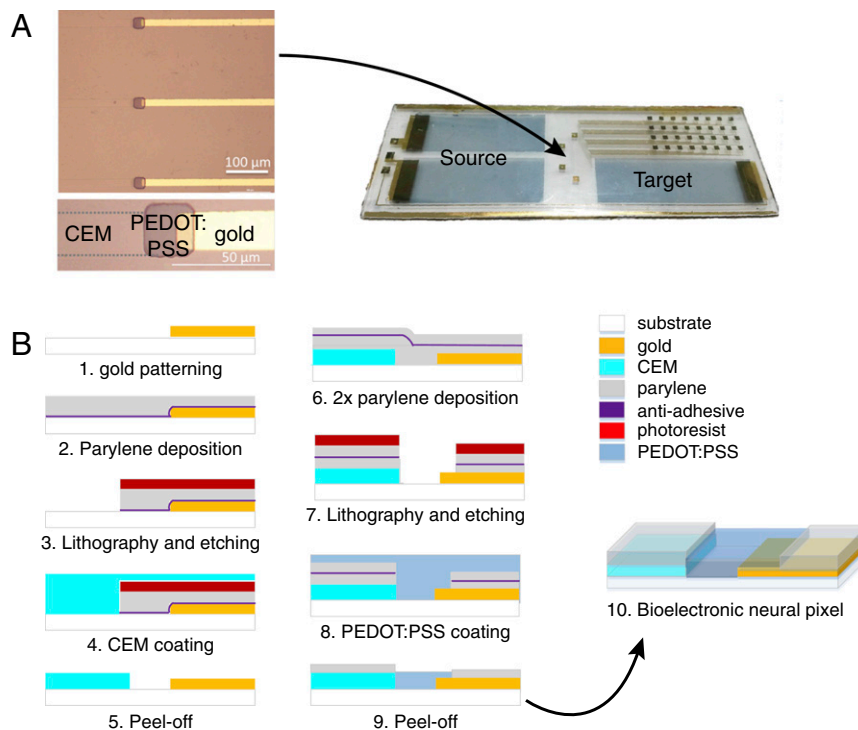 A
100 µm
CEM
PEDOT:
PSS
gold
50 µm
Source
Target
B
1. gold patterning
2. Parylene deposition
3. Lithography and etching
4. CEM coating
5. Peel-off
6. 2x parylene deposition
7. Lithography and etching
8. PEDOT:PSS coating
9. Peel-off
substrate
gold
CEM
parylene
anti-adhesive
photoresist
PEDOT:PSS
10. Bioelectronic neural pixel